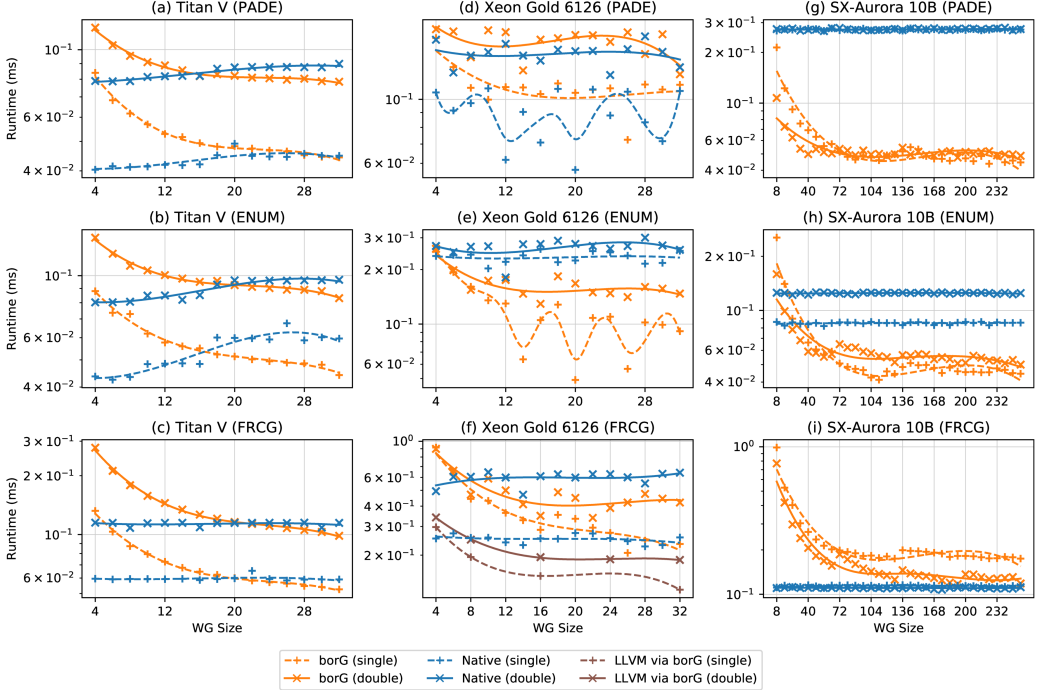 (a) Titan V (PADE)
10⁻¹
6 × 10⁻²
4 × 10⁻²
Runtime (ms)
4 12 20 28
(d) Xeon Gold 6126 (PADE)
10⁻¹
6 × 10⁻²
4 8 12 16 20 24 28
(g) SX-Aurora 10B (PADE)
3 × 10⁻¹
2 × 10⁻¹
10⁻¹
6 × 10⁻²
4 × 10⁻²
8 40 72 104 136 168 200 232
(b) Titan V (ENUM)
10⁻¹
6 × 10⁻²
4 × 10⁻²
Runtime (ms)
4 12 20 28
(e) Xeon Gold 6126 (ENUM)
3 × 10⁻¹
2 × 10⁻¹
10⁻¹
4 12 20 28
(h) SX-Aurora 10B (ENUM)
2 × 10⁻¹
10⁻¹
6 × 10⁻²
4 × 10⁻²
8 40 72 104 136 168 200 232
(c) Titan V (FRCG)
3 × 10⁻¹
2 × 10⁻¹
10⁻¹
6 × 10⁻²
Runtime (ms)
4 12 20 28
WG Size
(f) Xeon Gold 6126 (FRCG)
10⁰
6 × 10⁻¹
4 × 10⁻¹
3 × 10⁻¹
2 × 10⁻¹
4 8 12 16 20 24 28 32
WG Size
(i) SX-Aurora 10B (FRCG)
10⁰
10⁻¹
8 40 72 104 136 168 200 232
WG Size
borG (single)
borG (double)
Native (single)
Native (double)
LLVM via borG (single)
LLVM via borG (double)